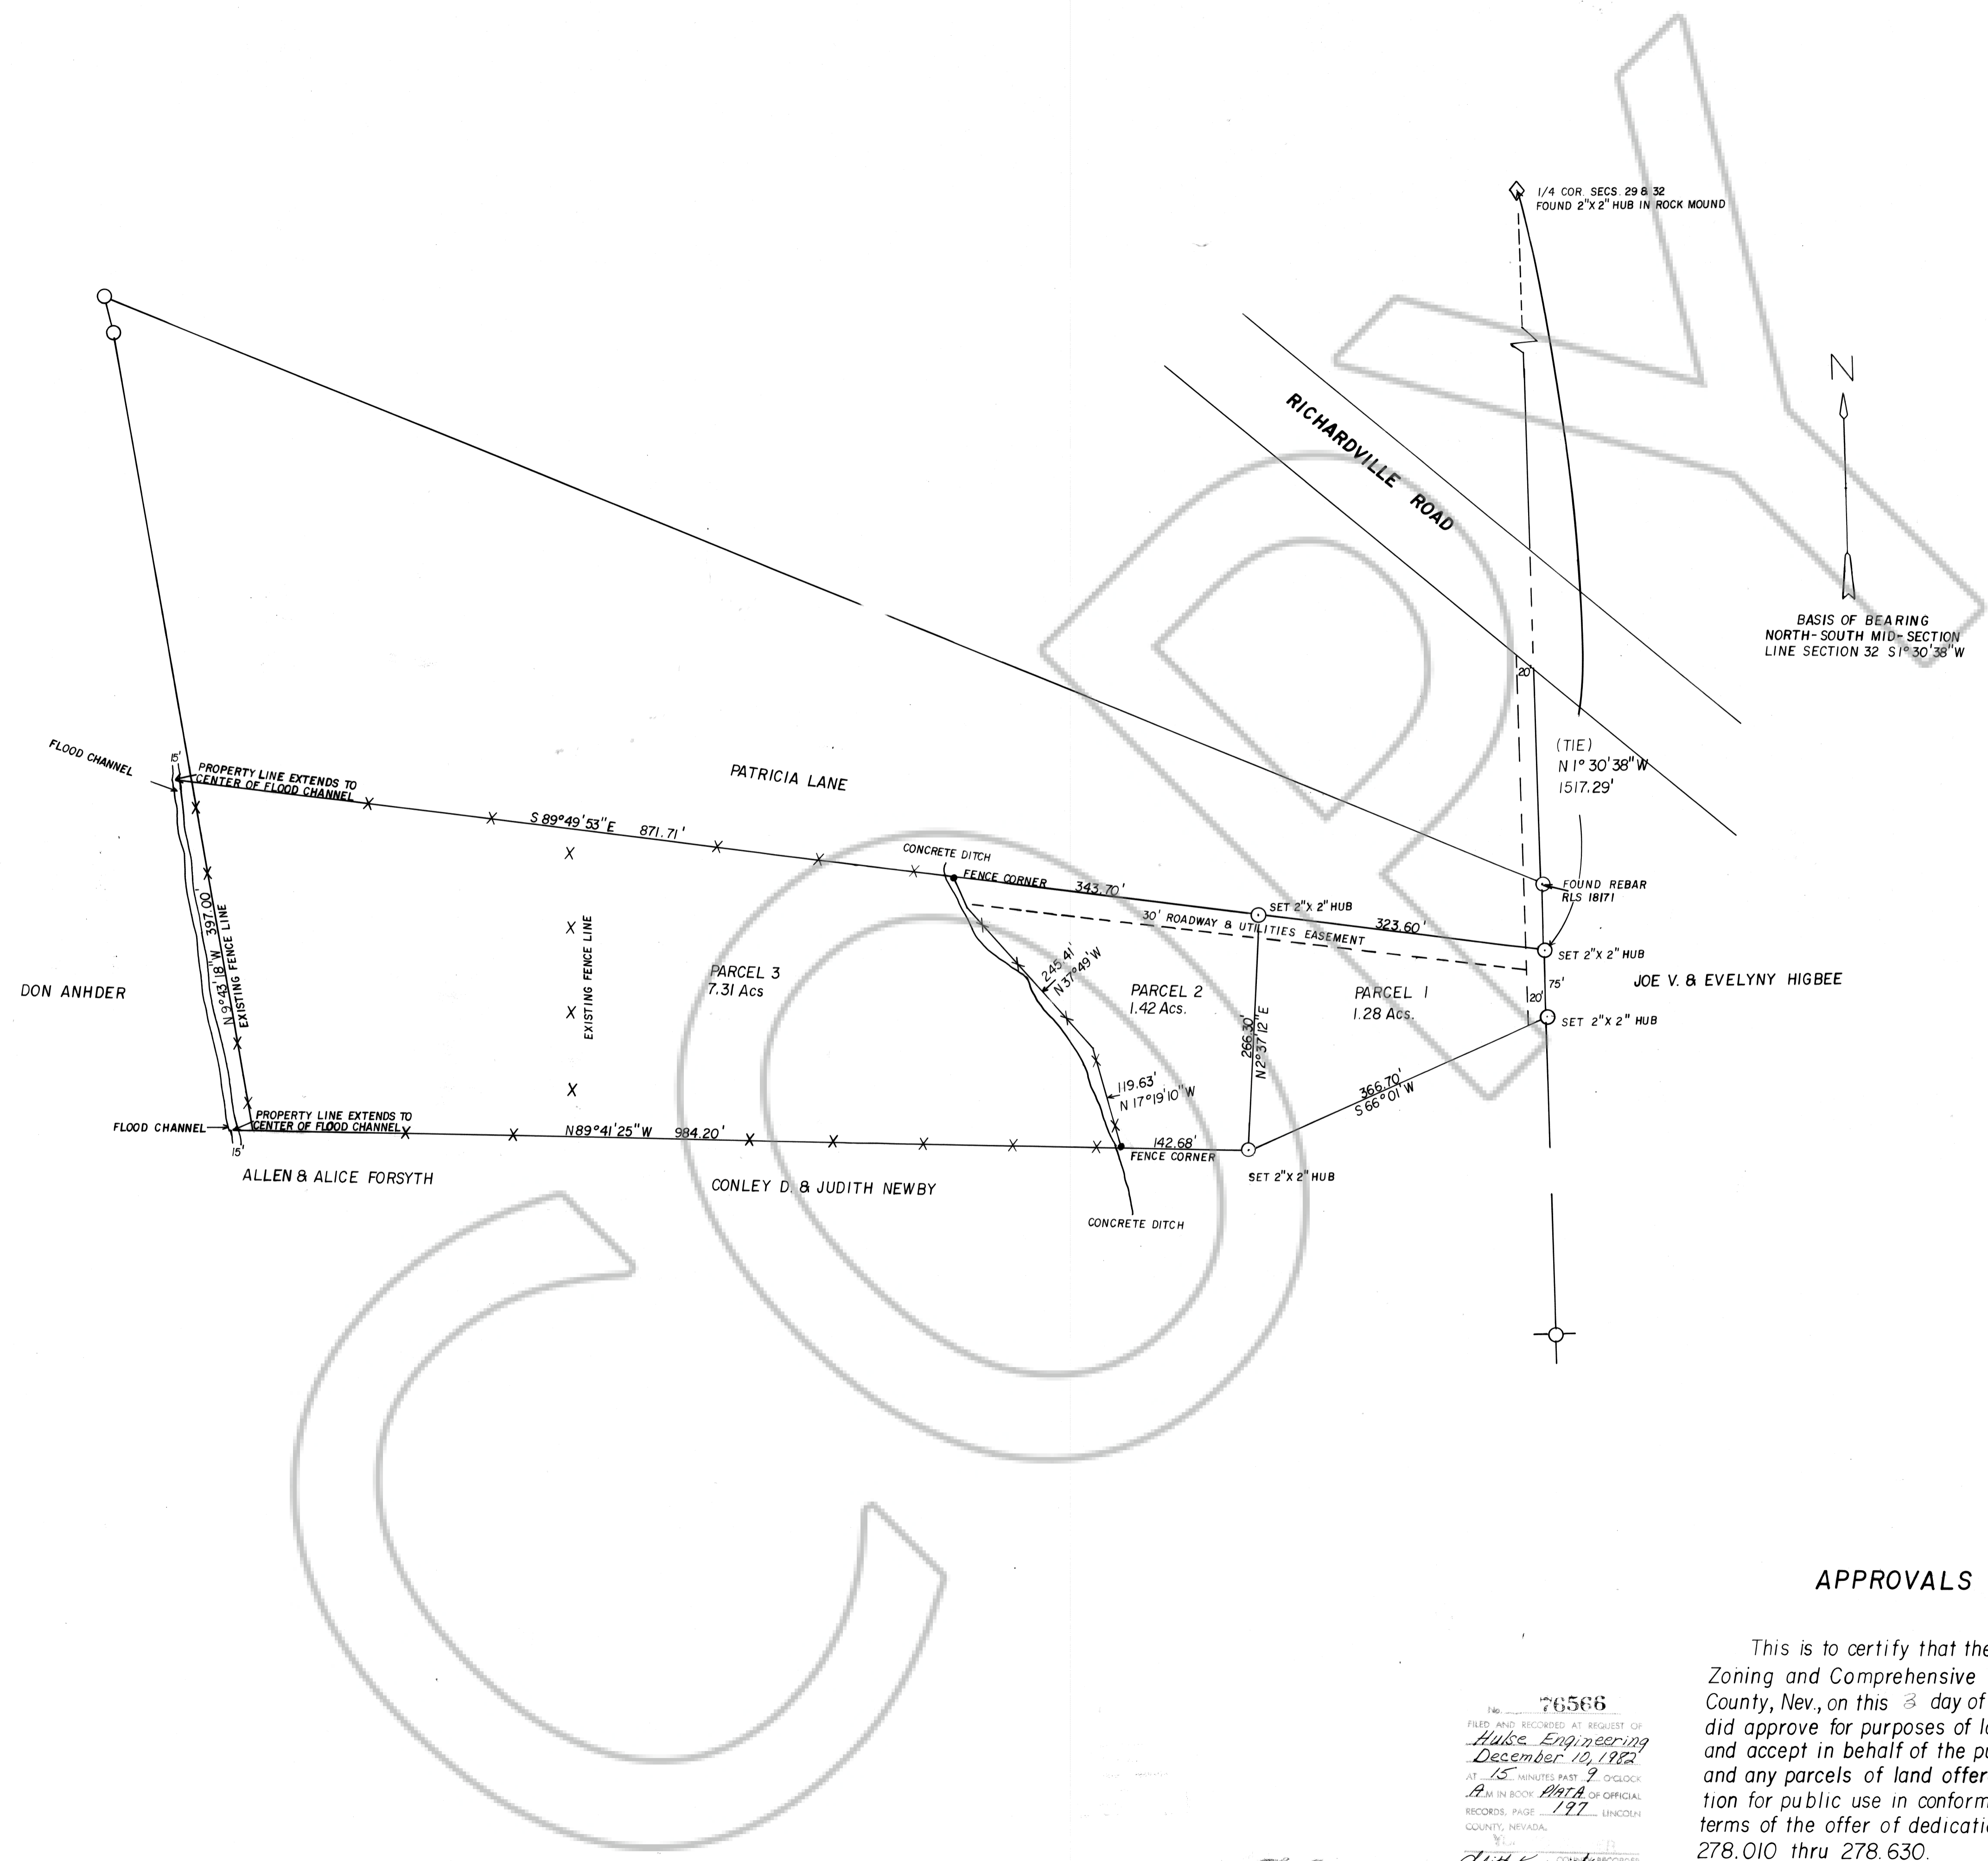 1/4 COR. SECS. 29 & 32
FOUND 2"X 2" HUB IN ROCK MOUND
N
RICHARDVILLE ROAD
BASIS OF BEARING
NORTH-SOUTH MID-SECTION
LINE SECTION 32 S1°30'38"W
20'
(TIE)
N 1° 30'38"W
1517.29'
FLOOD CHANNEL
15'
PROPERTY LINE EXTENDS TO
CENTER OF FLOOD CHANNEL
PATRICIA LANE
S 89°49'53"E 871.71'
CONCRETE DITCH
FENCE CORNER
343.70'
SET 2"X 2" HUB
323.60'
FOUND REBAR
RLS 18171
30' ROADWAY & UTILITIES EASEMENT
SET 2"X 2" HUB
JOE V. & EVELYNY HIGBEE
75'
20'
SET 2"X 2" HUB
DON ANHDER
N 9°43'18"W 397.00'
EXISTING FENCE LINE
EXISTING FENCE LINE
PARCEL 3
7.31 Acs
245.41'
N 37°49'W
PARCEL 2
1.42 Acs.
PARCEL 1
1.28 Acs.
266.30'
N2°37'12"E
119.63'
N 17°19'10"W
366.70'
S 66°01' W
FLOOD CHANNEL
PROPERTY LINE EXTENDS TO
CENTER OF FLOOD CHANNEL
15'
N89°41'25"W 984.20'
142.68'
FENCE CORNER
SET 2"X 2" HUB
ALLEN & ALICE FORSYTH
CONLEY D. & JUDITH NEWBY
CONCRETE DITCH
COPY
APPROVALS
This is to certify that the
Zoning and Comprehensive
County, Nev., on this 3 day of
did approve for purposes of
and accept in behalf of the
and any parcels of land offer
tion for public use in conform
terms of the offer of dedicati
278.010 thru 278.630.
No. 76566
FILED AND RECORDED AT REQUEST OF
Hulse Engineering
December 10, 1982
AT 15 MINUTES PAST 9 O'CLOCK
A M IN BOOK Plat A OF OFFICIAL
RECORDS, PAGE 197 LINCOLN
COUNTY, NEVADA.
COUNTY RECORDER